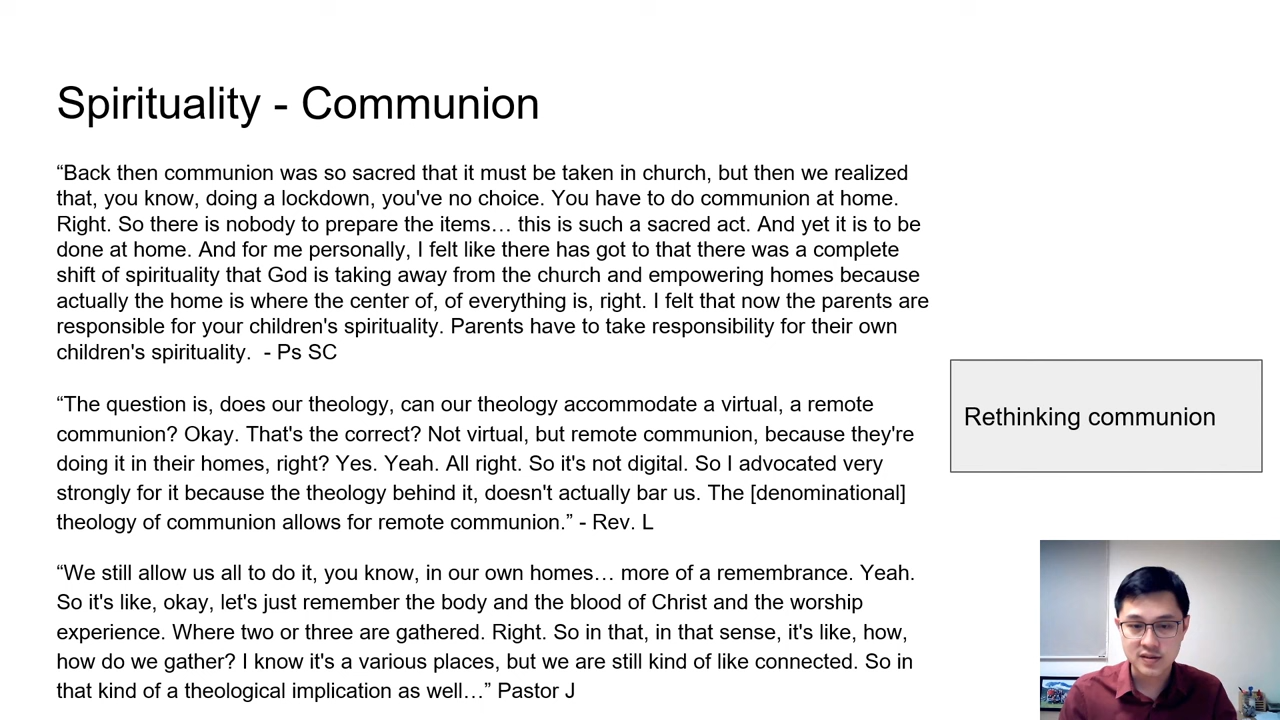 Spirituality - Communion
“Back then communion was so sacred that it must be taken in church, but then we realized
that, you know, doing a lockdown, you've no choice. You have to do communion at home.
Right. So there is nobody to prepare the items… this is such a sacred act. And yet it is to be
done at home. And for me personally, I felt like there has got to that there was a complete
shift of spirituality that God is taking away from the church and empowering homes because
actually the home is where the center of, of everything is, right. I felt that now the parents are
responsible for your children's spirituality. Parents have to take responsibility for their own
children's spirituality.  - Ps SC
“The question is, does our theology, can our theology accommodate a virtual, a remote
communion? Okay. That's the correct? Not virtual, but remote communion, because they're
doing it in their homes, right? Yes. Yeah. All right. So it's not digital. So I advocated very
strongly for it because the theology behind it, doesn't actually bar us. The [denominational]
theology of communion allows for remote communion.” - Rev. L
“We still allow us all to do it, you know, in our own homes… more of a remembrance. Yeah.
So it's like, okay, let's just remember the body and the blood of Christ and the worship
experience. Where two or three are gathered. Right. So in that, in that sense, it's like, how,
how do we gather? I know it's a various places, but we are still kind of like connected. So in
that kind of a theological implication as well…” Pastor J
Rethinking communion